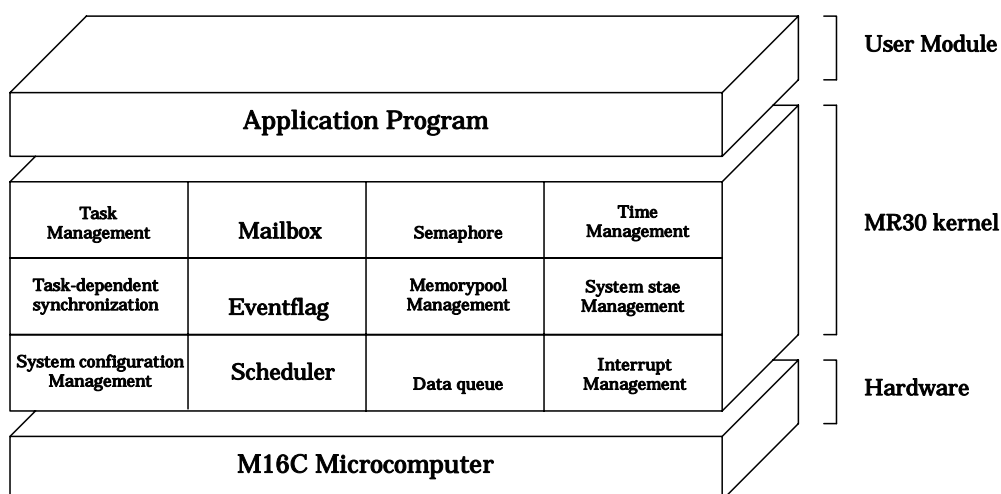 User Module
Application Program
Task
Management
Mailbox
Semaphore
Time
Management
MR30 kernel
Task-dependent
synchronization
Eventflag
Memorypool
Management
System stae
Management
System configuration
Management
Scheduler
Data queue
Interrupt
Management
Hardware
M16C Microcomputer